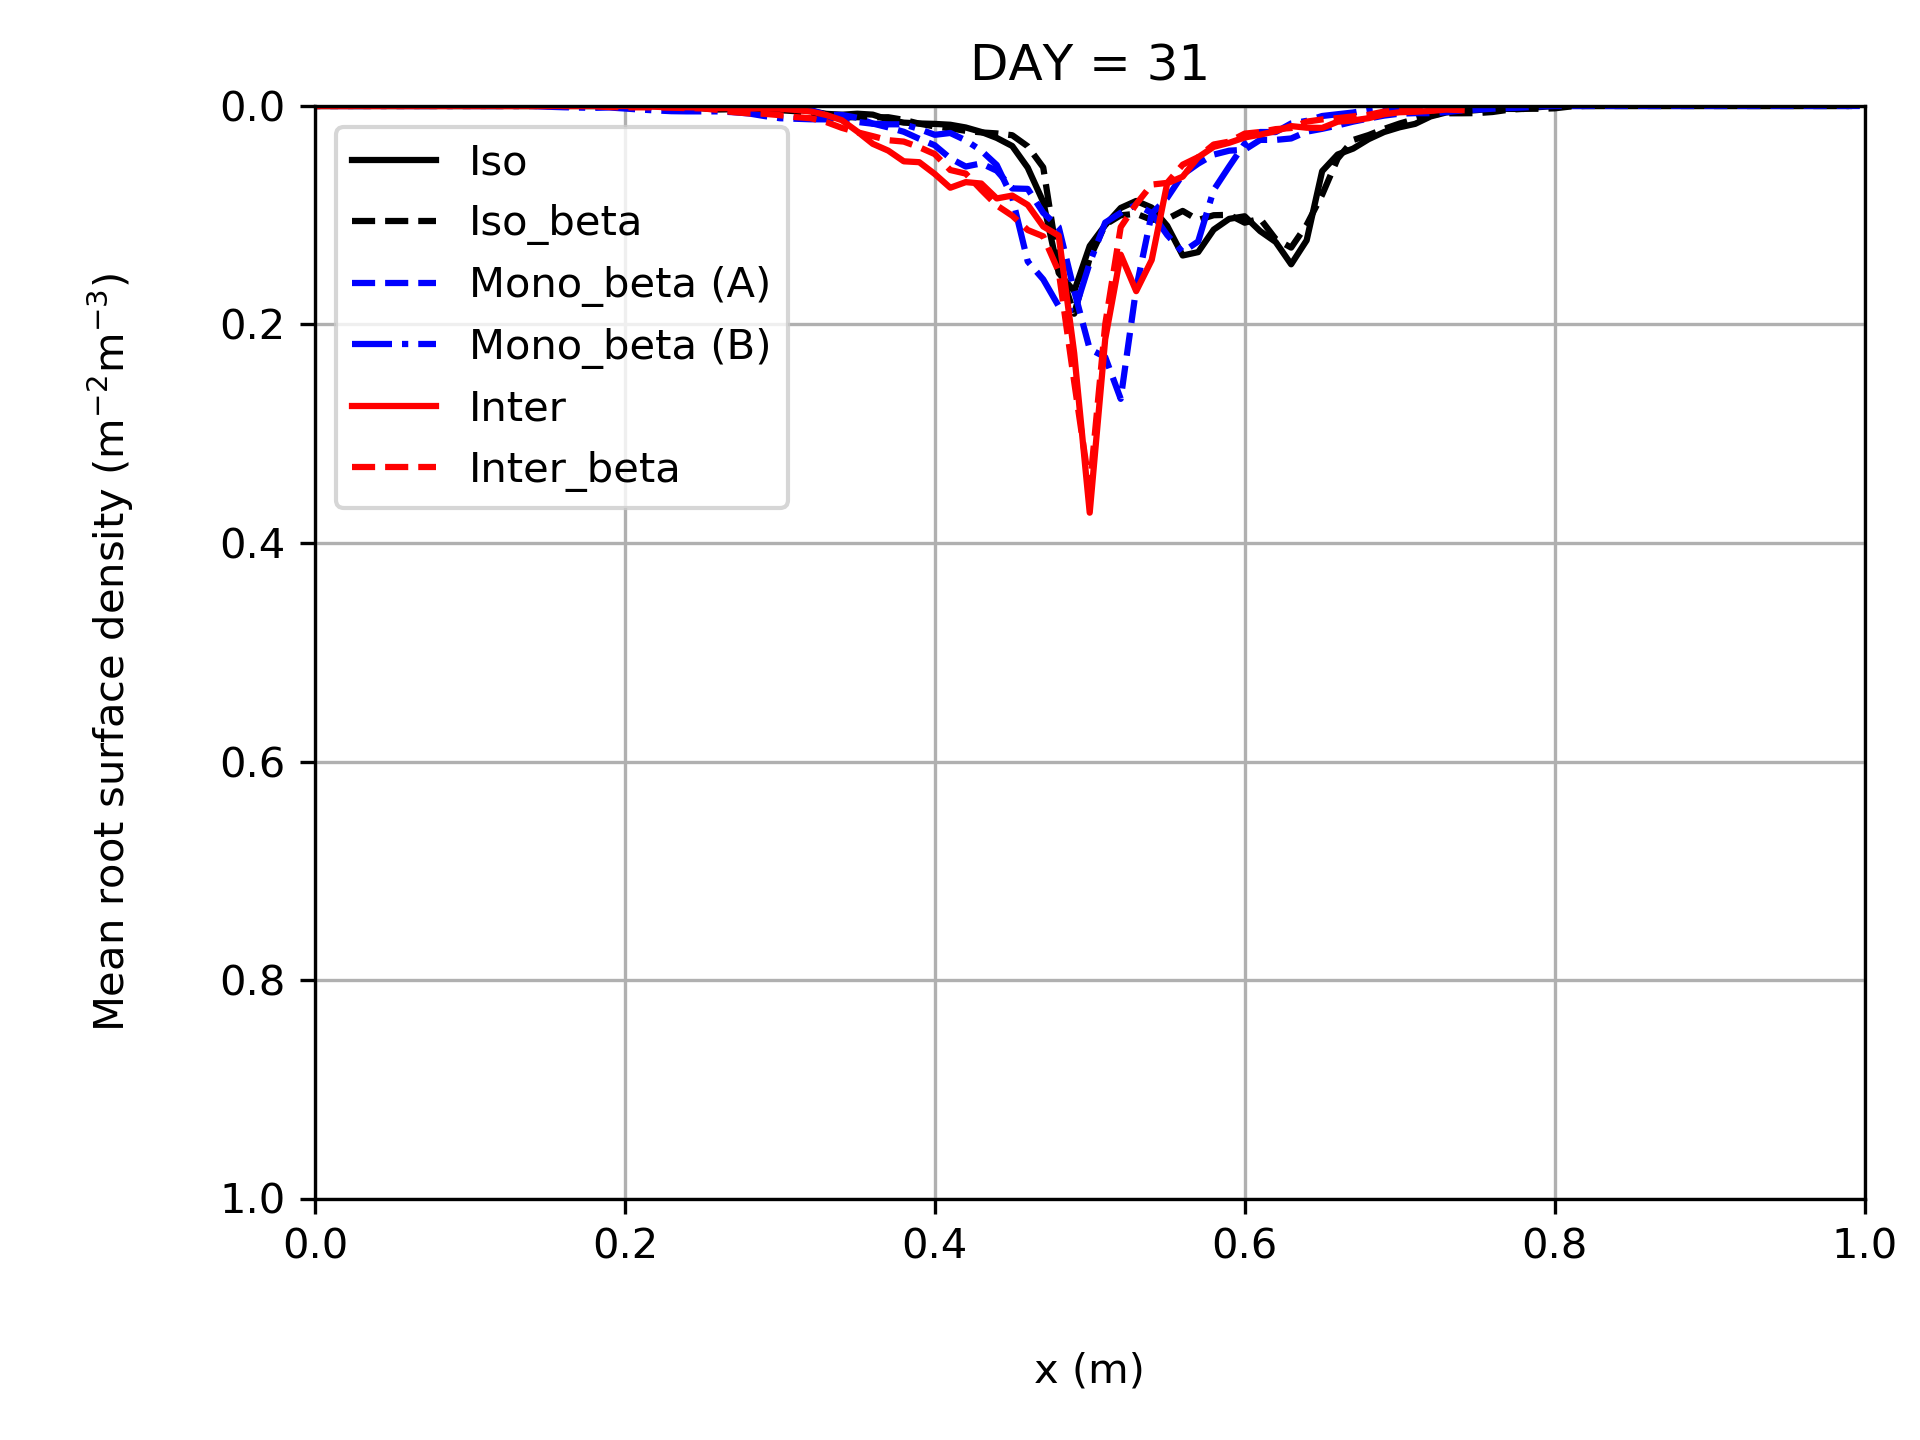 DAY = 31
0.0
0.2
0.4
0.6
0.8
1.0
Mean root surface density (m⁻²m⁻³)
Iso
Iso_beta
Mono_beta (A)
Mono_beta (B)
Inter
Inter_beta
0.0 0.2 0.4 0.6 0.8 1.0
x (m)